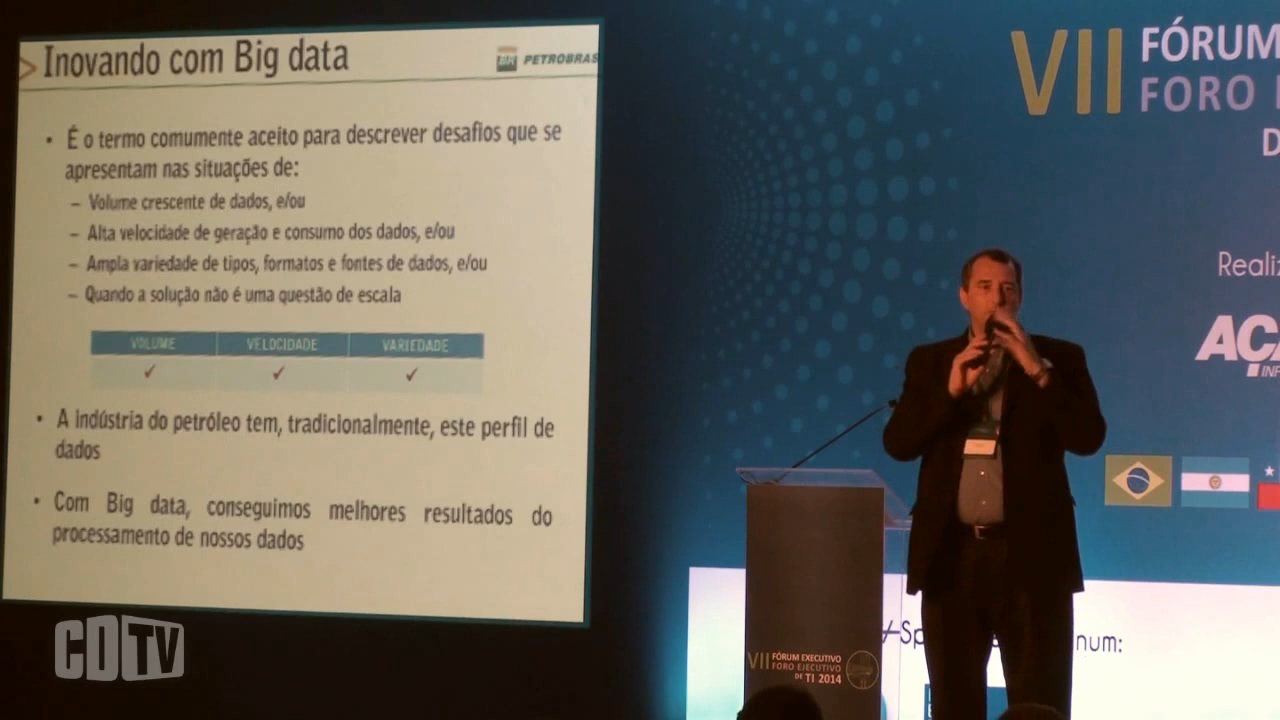 Inovando com Big data
BR PETROBRAS
• É o termo comumente aceito para descrever desafios que se
apresentam nas situações de:
– Volume crescente de dados, e/ou
– Alta velocidade de geração e consumo dos dados, e/ou
– Ampla variedade de tipos, formatos e fontes de dados, e/ou
– Quando a solução não é uma questão de escala
VOLUME VELOCIDADE VARIEDADE
✓ ✓ ✓
• A indústria do petróleo tem, tradicionalmente, este perfil de
dados
• Com Big data, conseguimos melhores resultados do
processamento de nossos dados
CDTV
VII FÓRUM
FORO
D
Realiz
AÇA
INF
Sp num:
VII FÓRUM EXECUTIVO
FORO EJECUTIVO
DE TI 2014